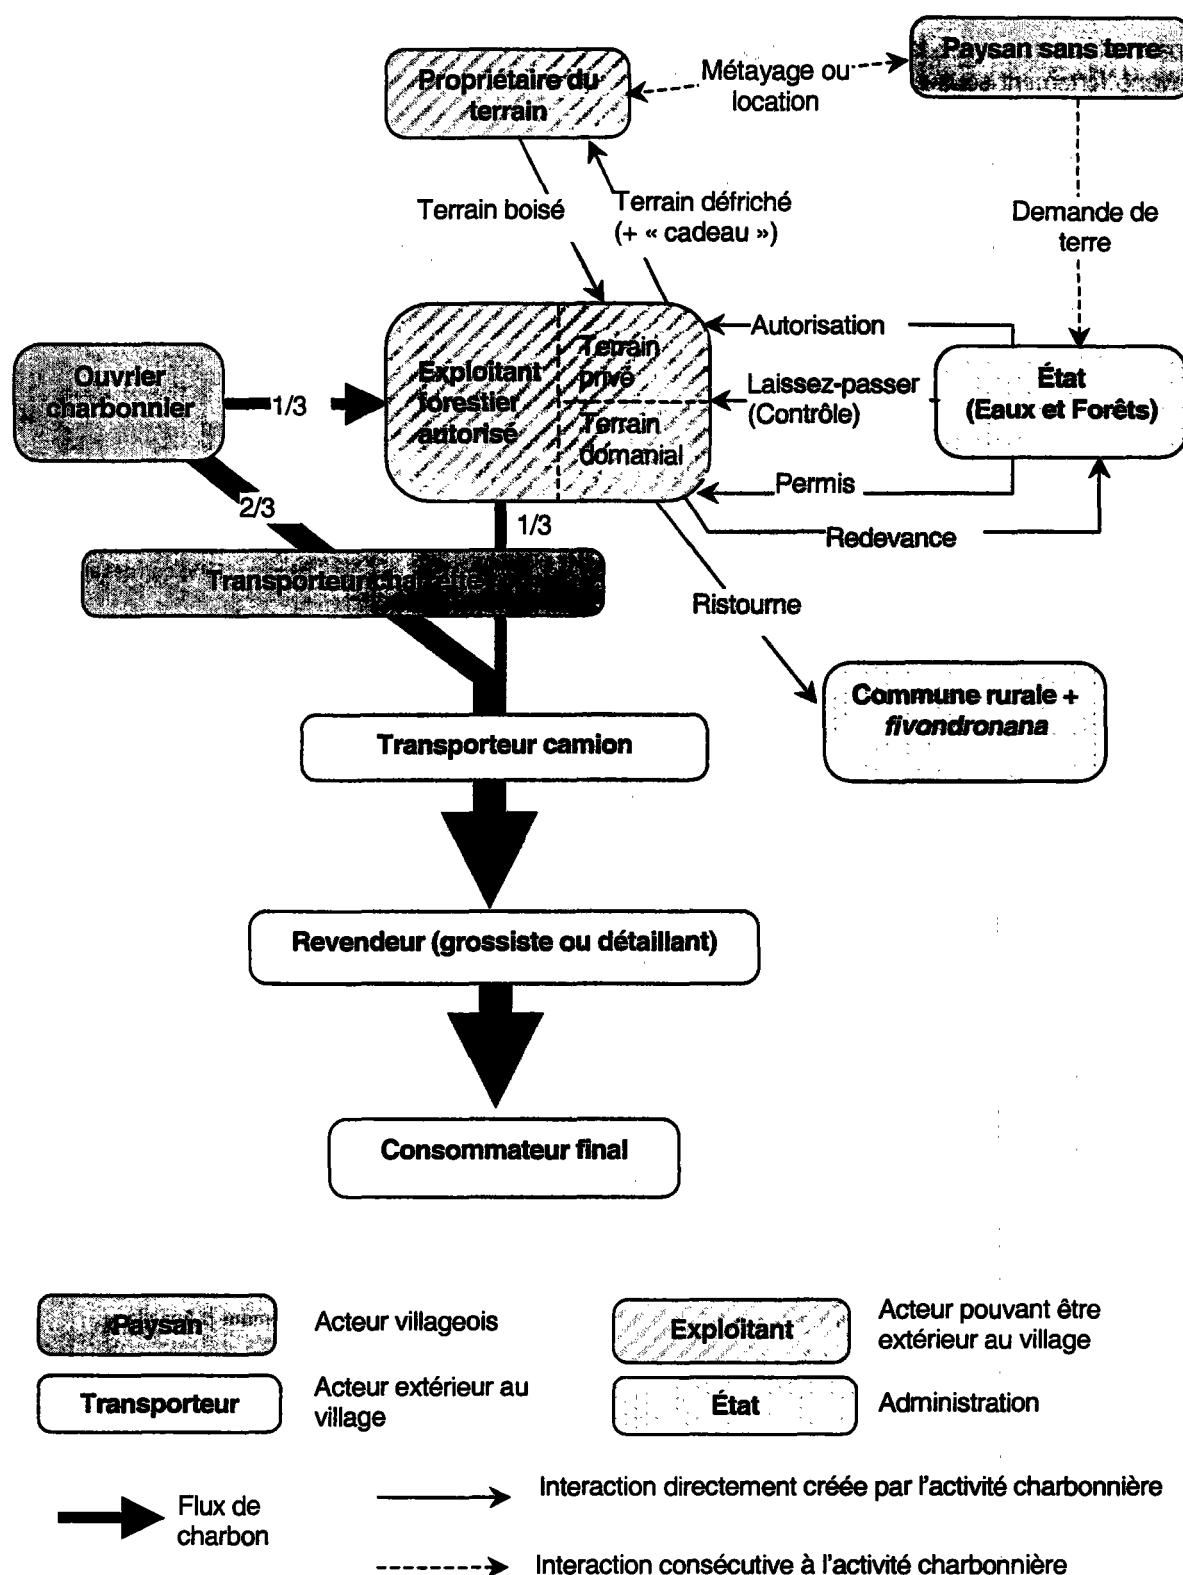 Paysan sans terre
Propriétaire du
terrain
Métayage ou
location
Terrain boisé
Terrain défriché
(+ « cadeau »)
Demande de
terre
Ouvrier
charbonnier
1/3
Exploitant
forestier
autorisé
Terrain
privé
Terrain
domanial
Autorisation
Laissez-passer
(Contrôle)
Permis
État
(Eaux et Forêts)
Redevance
2/3
1/3
Transporteur charrette
Ristourne
Commune rurale +
fivondronana
Transporteur camion
Revendeur (grossiste ou détaillant)
Consommateur final
Paysan
Acteur villageois
Exploitant
Acteur pouvant être
extérieur au village
Transporteur
Acteur extérieur au
village
État
Administration
Flux de
charbon
Interaction directement créée par l'activité charbonnière
Interaction consécutive à l'activité charbonnière